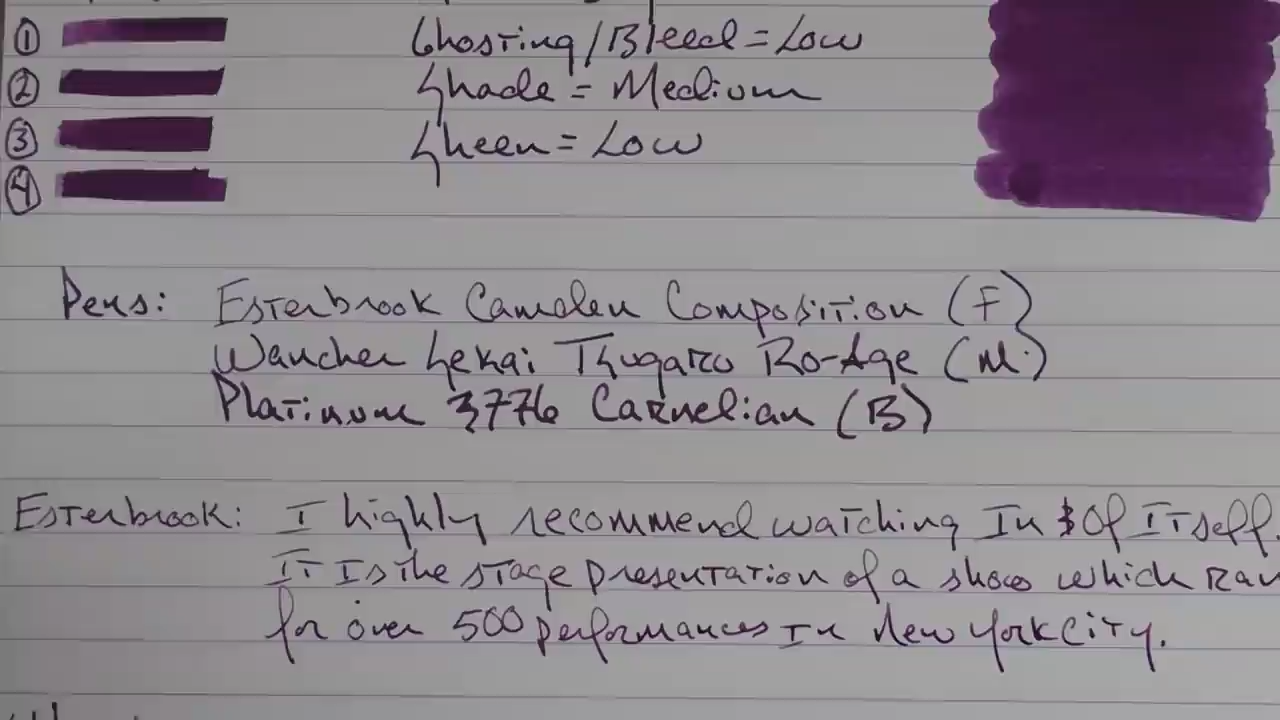 ① Ghosting/Bleed = Low
② Shade = Medium
③ Sheen = Low
④
Pens: Esterbrook Camden Composition (F)
Wancher Sekai Tsugaru Ro-Age (M)
Platinum 3776 Carnelian (B)
Esterbrook: I highly recommend watching In $ Of Itself.
It Is the stage presentation of a show which ran
for over 500 performances In New York City.